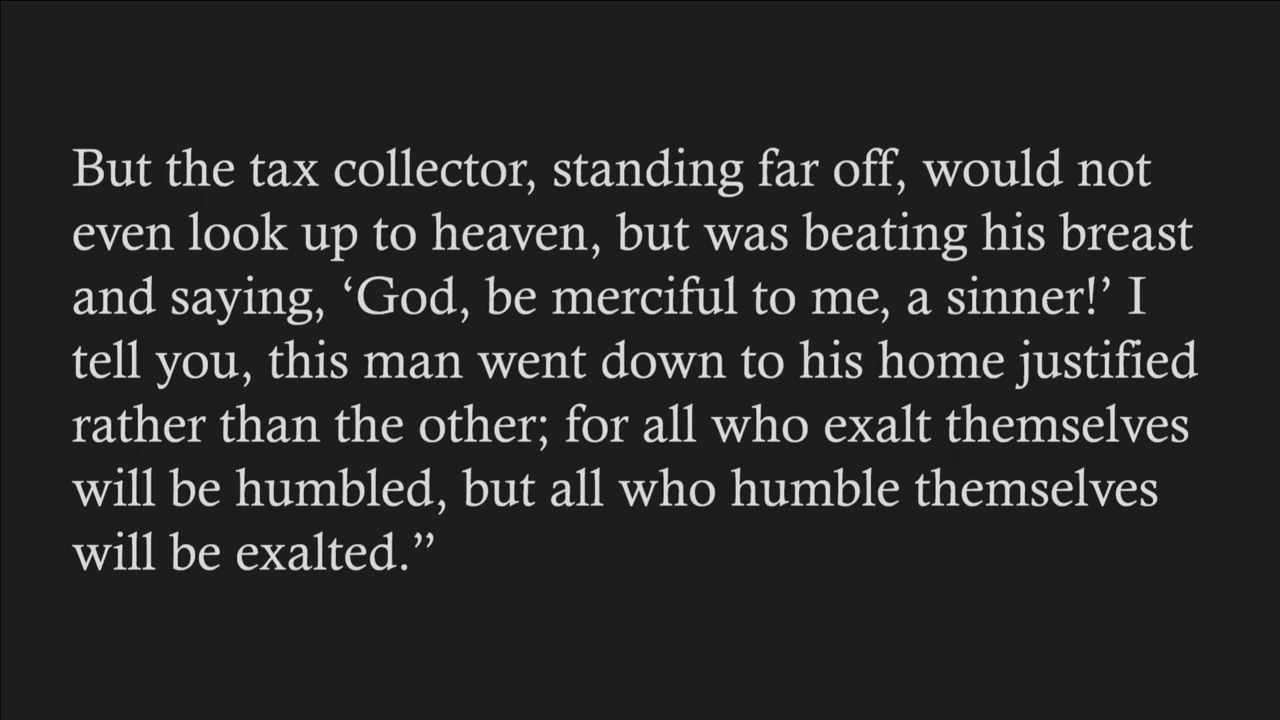 But the tax collector, standing far off, would not
even look up to heaven, but was beating his breast
and saying, ‘God, be merciful to me, a sinner!’ I
tell you, this man went down to his home justified
rather than the other; for all who exalt themselves
will be humbled, but all who humble themselves
will be exalted.”